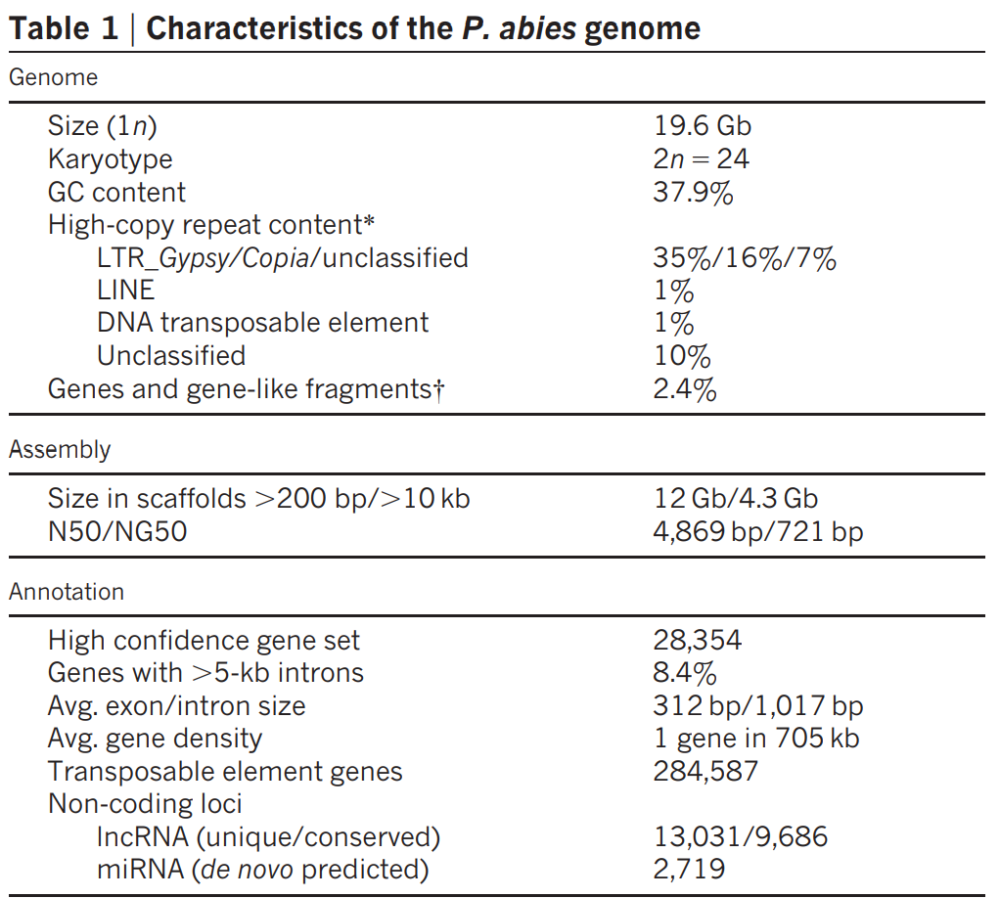 Table 1 | Characteristics of the P. abies genome
Genome
Size (1n) 19.6 Gb
Karyotype 2n = 24
GC content 37.9%
High-copy repeat content*
LTR_Gypsy/Copia/unclassified 35%/16%/7%
LINE 1%
DNA transposable element 1%
Unclassified 10%
Genes and gene-like fragments† 2.4%
Assembly
Size in scaffolds >200 bp/>10 kb 12 Gb/4.3 Gb
N50/NG50 4,869 bp/721 bp
Annotation
High confidence gene set 28,354
Genes with >5-kb introns 8.4%
Avg. exon/intron size 312 bp/1,017 bp
Avg. gene density 1 gene in 705 kb
Transposable element genes 284,587
Non-coding loci
lncRNA (unique/conserved) 13,031/9,686
miRNA (de novo predicted) 2,719